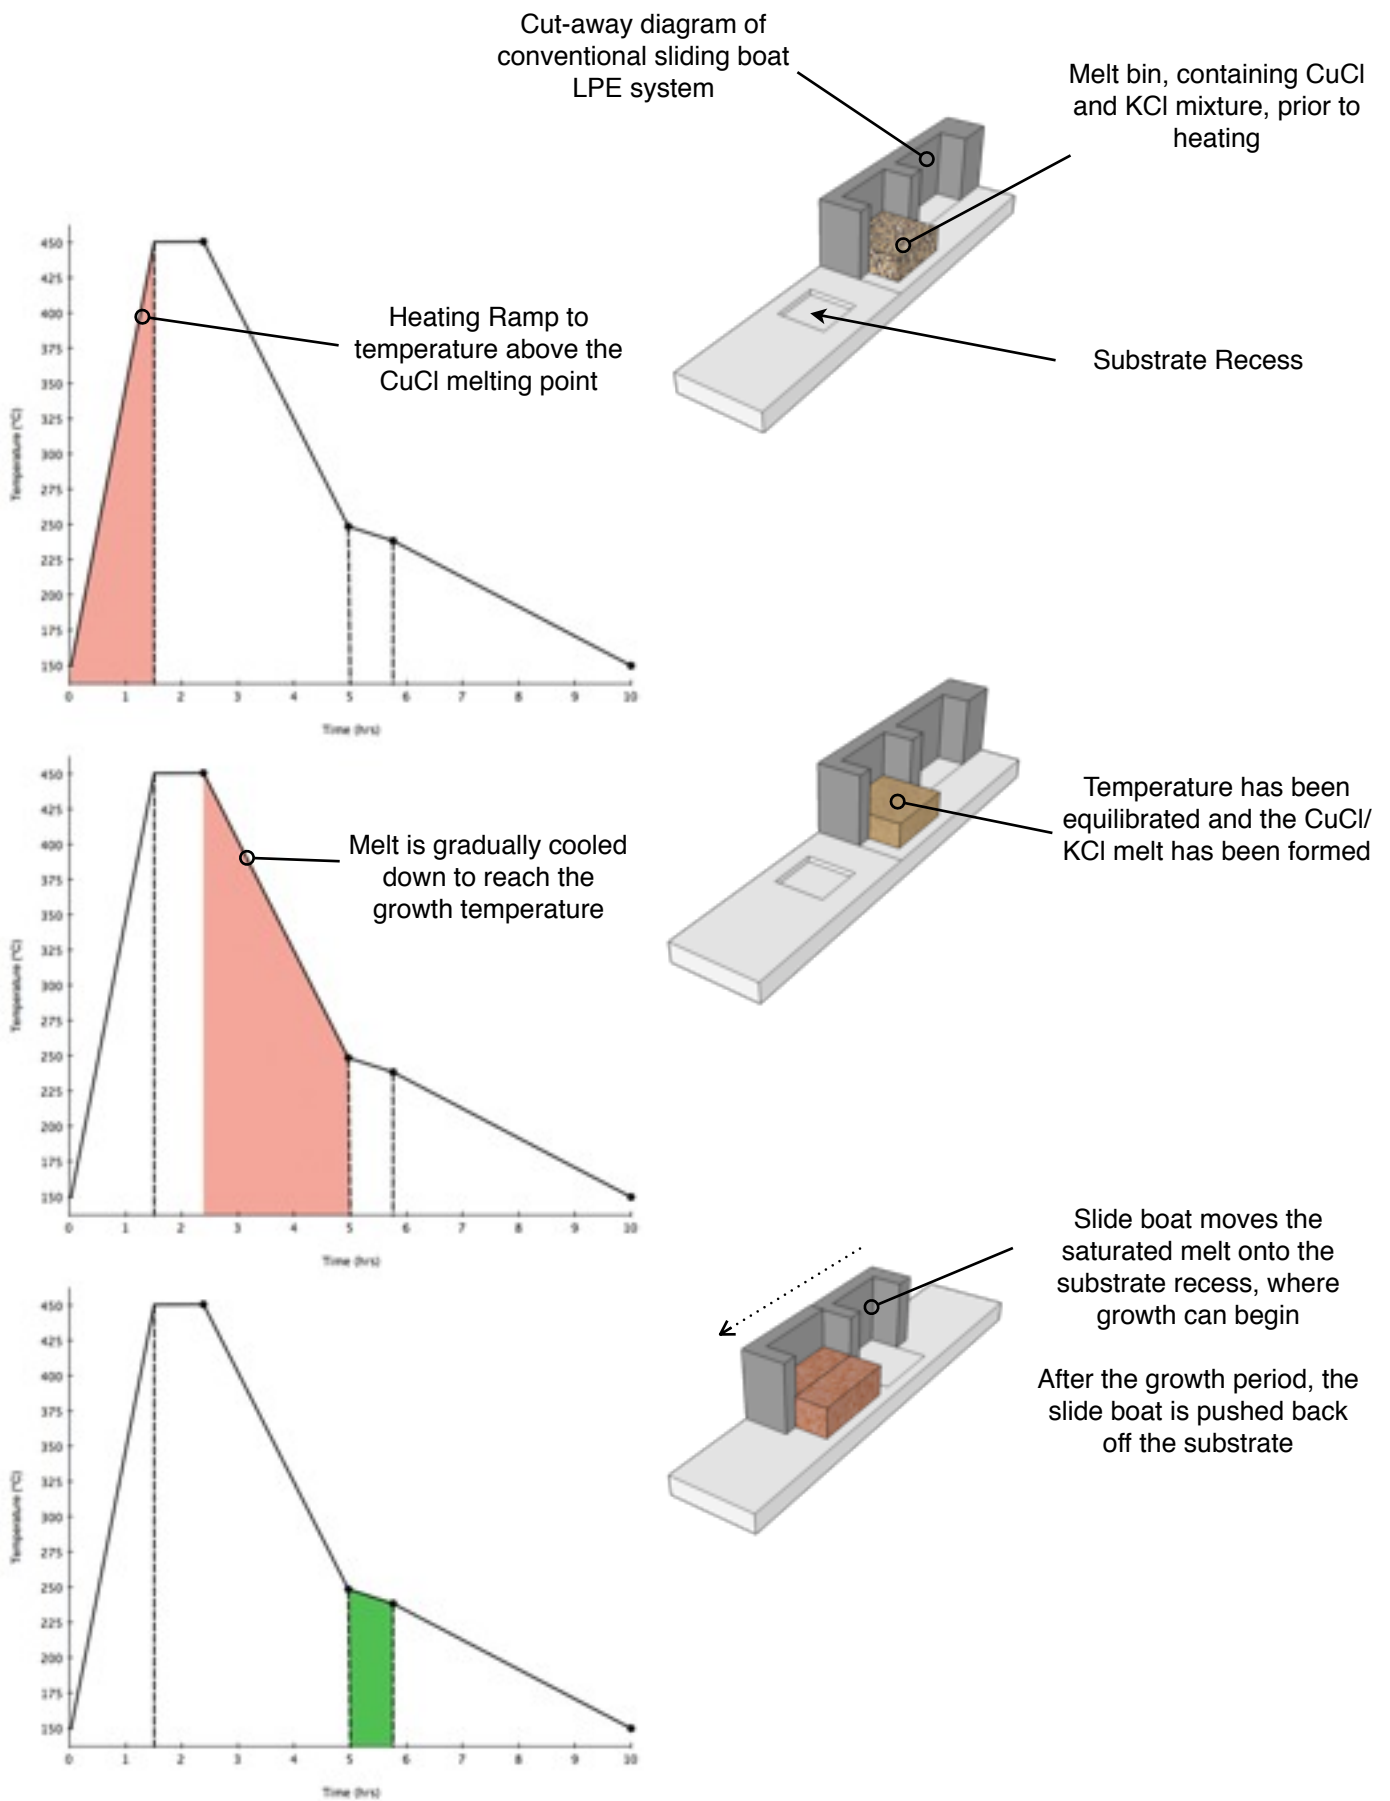 Cut-away diagram of
conventional sliding boat
LPE system
Melt bin, containing CuCl
and KCl mixture, prior to
heating
Substrate Recess
450
425
400
375
350
325
300
275
250
225
200
175
150
Temperature (°C)
Heating Ramp to
temperature above the
CuCl melting point
0 1 2 3 4 5 6 7 8 9 10
Time (hrs)
450
425
400
375
350
325
300
275
250
225
200
175
150
Temperature (°C)
Melt is gradually cooled
down to reach the
growth temperature
0 1 2 3 4 5 6 7 8 9 10
Time (hrs)
Temperature has been
equilibrated and the CuCl/
KCl melt has been formed
450
425
400
375
350
325
300
275
250
225
200
175
150
Temperature (°C)
0 1 2 3 4 5 6 7 8 9 10
Time (hrs)
Slide boat moves the
saturated melt onto the
substrate recess, where
growth can begin
After the growth period, the
slide boat is pushed back
off the substrate